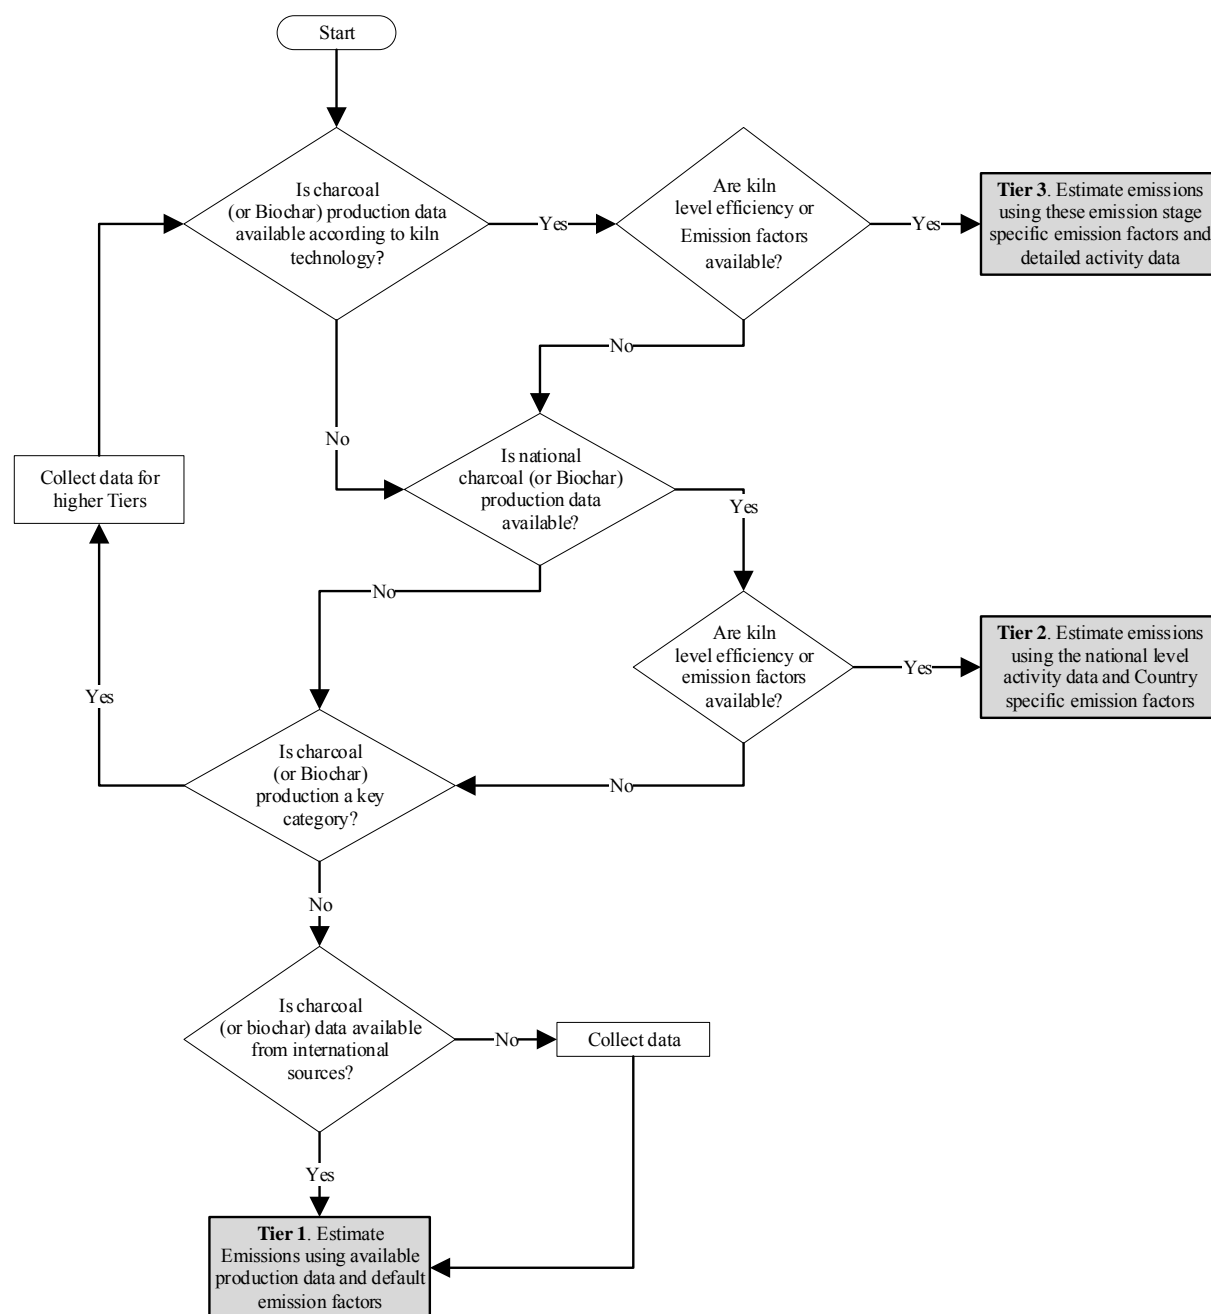 Start
Is charcoal
(or Biochar) production data
available according to kiln
technology?
Yes
Are kiln
level efficiency or
Emission factors
available?
Yes
Tier 3. Estimate emissions
using these emission stage
specific emission factors and
detailed activity data
No
No
Collect data for
higher Tiers
Is national
charcoal (or Biochar)
production data
available?
Yes
No
Are kiln
level efficiency or
emission factors
available?
Yes
Tier 2. Estimate emissions
using the national level
activity data and Country
specific emission factors
Yes
Is charcoal
(or Biochar)
production a key
category?
No
No
Is charcoal
(or biochar) data available
from international
sources?
No
Collect data
Yes
Tier 1. Estimate
Emissions using available
production data and default
emission factors